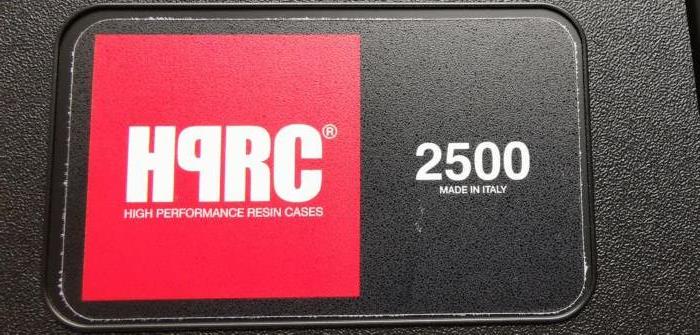 HPRC®
HIGH PERFORMANCE RESIN CASES
2500
MADE IN ITALY